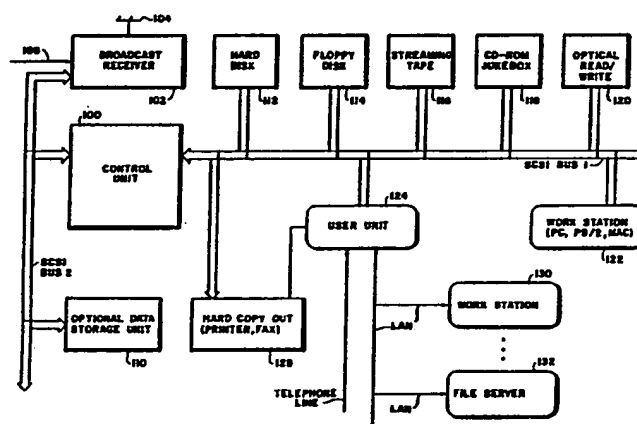 104
106
BROADCAST
RECEIVER
102
HARD
DISK
112
FLOPPY
DISK
114
STREAMING
TAPE
116
CD-ROM
JUKEBOX
118
OPTICAL
READ/
WRITE
120
100
CONTROL
UNIT
SCSI BUS 1
124
USER UNIT
WORK STATION
(PC, PS/2, MAC)
122
SCSI
BUS 2
OPTIONAL DATA
STORAGE UNIT
110
HARD COPY OUT
(PRINTER, FAX)
123
130
WORK STATION
LAN
132
FILE SERVER
LAN
TELEPHONE
LINE